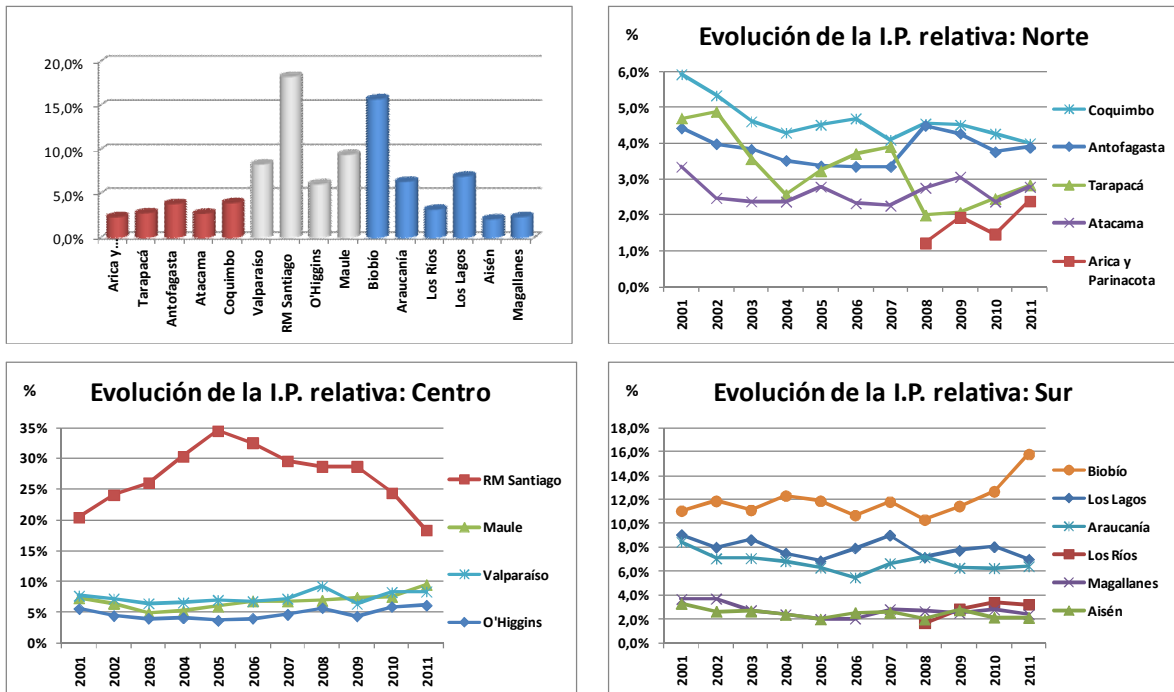 20,0%
15,0%
10,0%
5,0%
0,0%
Arica y...
Tarapacá
Antofagasta
Atacama
Coquimbo
Valparaíso
RM Santiago
O'Higgins
Maule
Biobío
Araucanía
Los Ríos
Los Lagos
Aisén
Magallanes
%
Evolución de la I.P. relativa: Norte
6,0%
5,0%
4,0%
3,0%
2,0%
1,0%
0,0%
2001
2002
2003
2004
2005
2006
2007
2008
2009
2010
2011
Coquimbo
Antofagasta
Tarapacá
Atacama
Arica y
Parinacota
%
Evolución de la I.P. relativa: Centro
35%
30%
25%
20%
15%
10%
5%
0%
2001
2002
2003
2004
2005
2006
2007
2008
2009
2010
2011
RM Santiago
Maule
Valparaíso
O'Higgins
%
Evolución de la I.P. relativa: Sur
18,0%
16,0%
14,0%
12,0%
10,0%
8,0%
6,0%
4,0%
2,0%
0,0%
2001
2002
2003
2004
2005
2006
2007
2008
2009
2010
2011
Biobío
Los Lagos
Araucanía
Los Ríos
Magallanes
Aisén